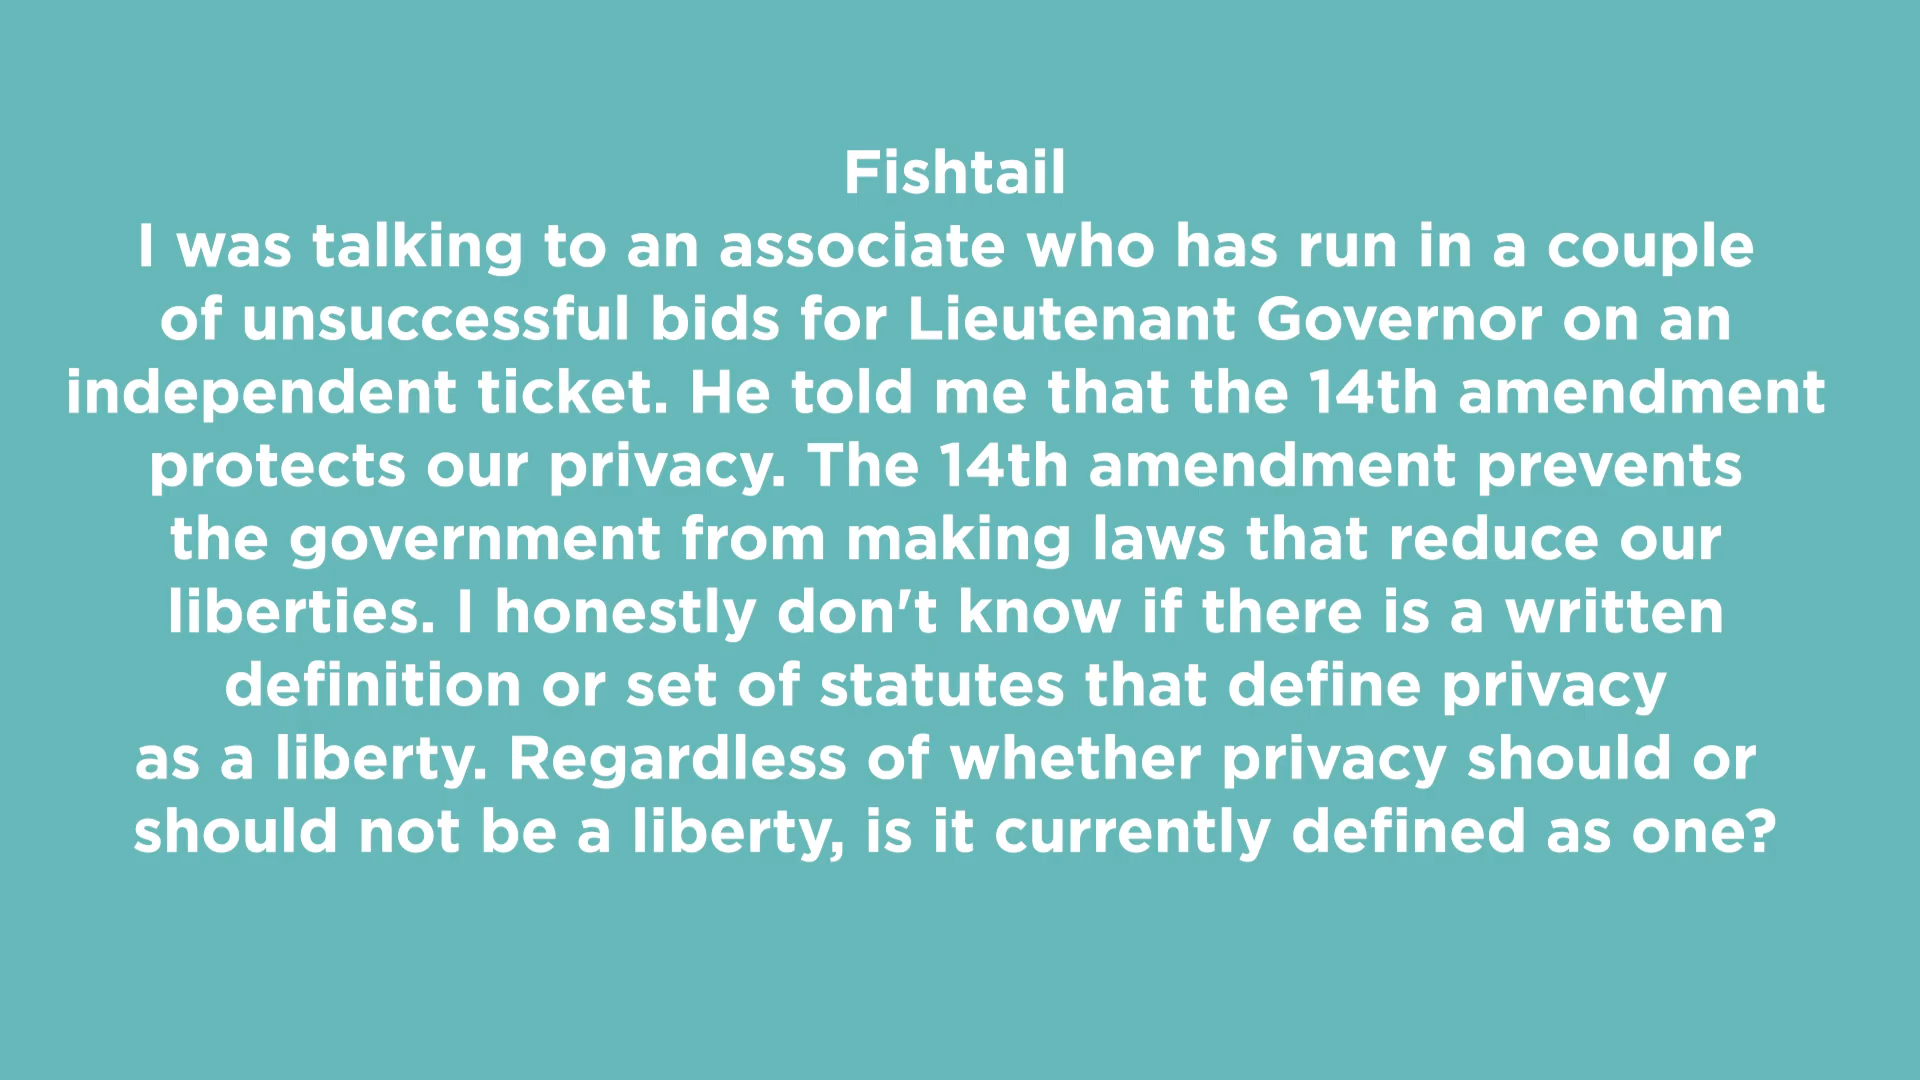 Fishtail
I was talking to an associate who has run in a couple
of unsuccessful bids for Lieutenant Governor on an
independent ticket. He told me that the 14th amendment
protects our privacy. The 14th amendment prevents
the government from making laws that reduce our
liberties. I honestly don't know if there is a written
definition or set of statutes that define privacy
as a liberty. Regardless of whether privacy should or
should not be a liberty, is it currently defined as one?